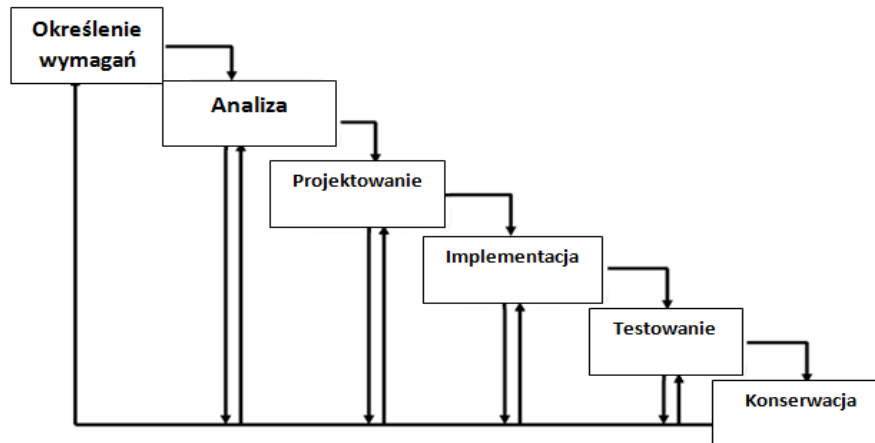 Określenie
wymagań
Analiza
Projektowanie
Implementacja
Testowanie
Konserwacja